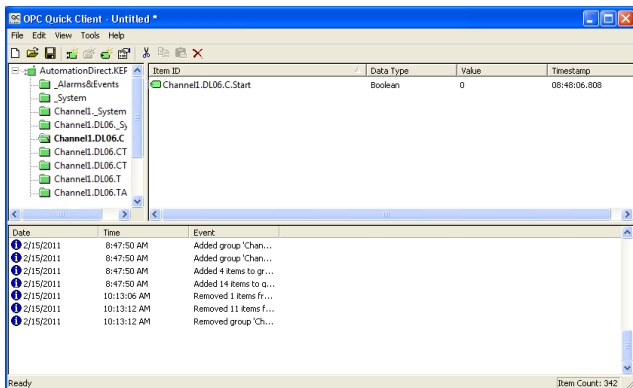 OPC Quick Client - Untitled *
File Edit View Tools Help
AutomationDirect.KEP
_Alarms&Events
_System
Channel1._System
Channel1.DL06._Sy
Channel1.DL06.C
Channel1.DL06.CT
Channel1.DL06.CT
Channel1.DL06.T
Channel1.DL06.TA
Item ID Data Type Value Timestamp
Channel1.DL06.C.Start Boolean 0 08:48:06.808
Date Time Event
2/15/2011 8:47:50 AM Added group 'Chan...
2/15/2011 8:47:50 AM Added group 'Chan...
2/15/2011 8:47:50 AM Added 4 items to gr...
2/15/2011 8:47:50 AM Added 14 items to g...
2/15/2011 10:13:06 AM Removed 1 items fr...
2/15/2011 10:13:12 AM Removed 11 items f...
2/15/2011 10:13:12 AM Removed group 'Ch...
Ready Item Count: 342